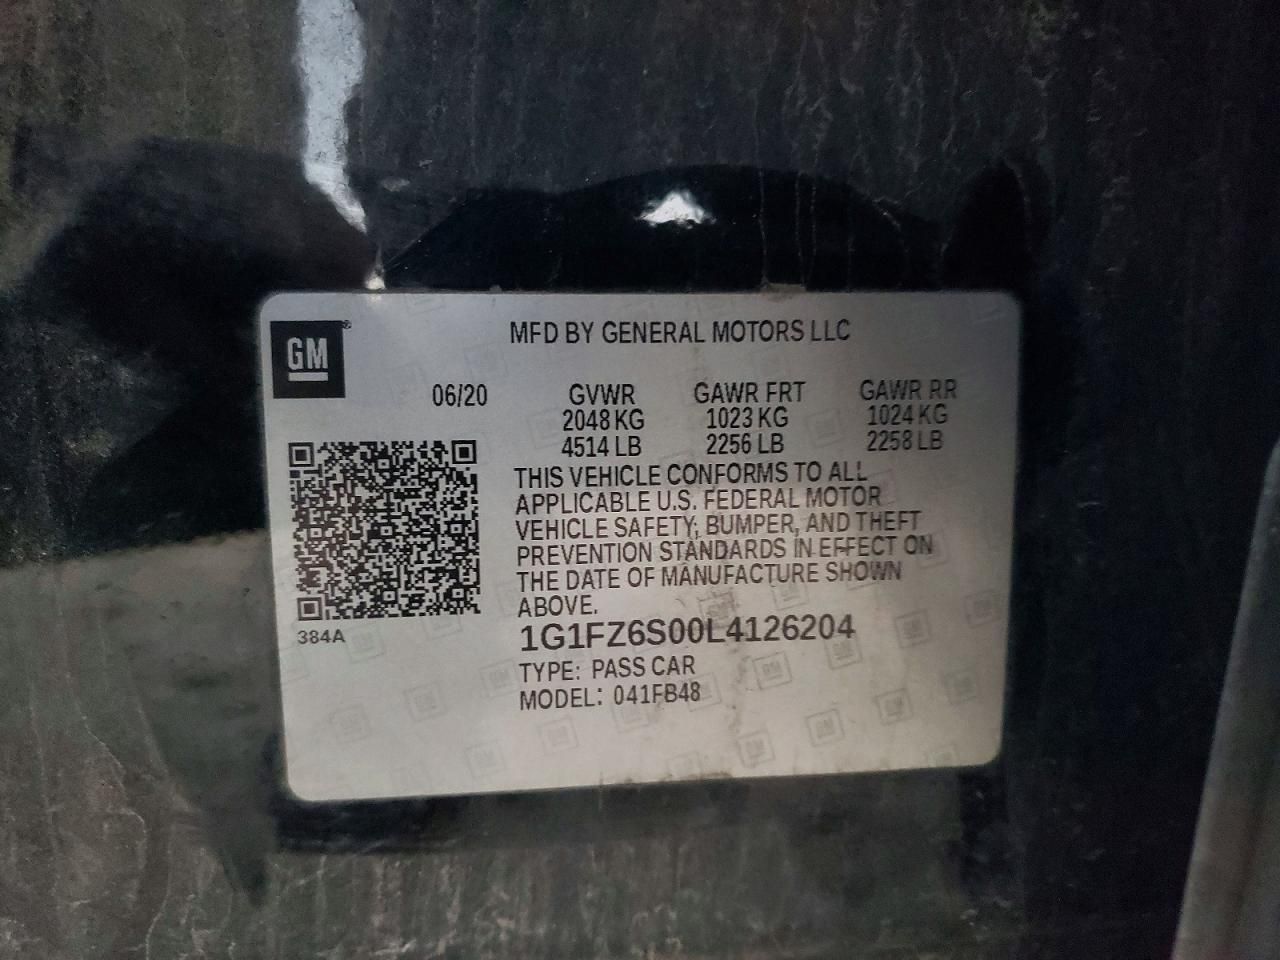 GM®
MFD BY GENERAL MOTORS LLC
06/20 GVWR GAWR FRT GAWR RR
2048 KG 1023 KG 1024 KG
4514 LB 2256 LB 2258 LB
THIS VEHICLE CONFORMS TO ALL
APPLICABLE U.S. FEDERAL MOTOR
VEHICLE SAFETY, BUMPER, AND THEFT
PREVENTION STANDARDS IN EFFECT ON
THE DATE OF MANUFACTURE SHOWN
ABOVE.
384A
1G1FZ6S00L4126204
TYPE: PASS CAR
MODEL: 041FB48